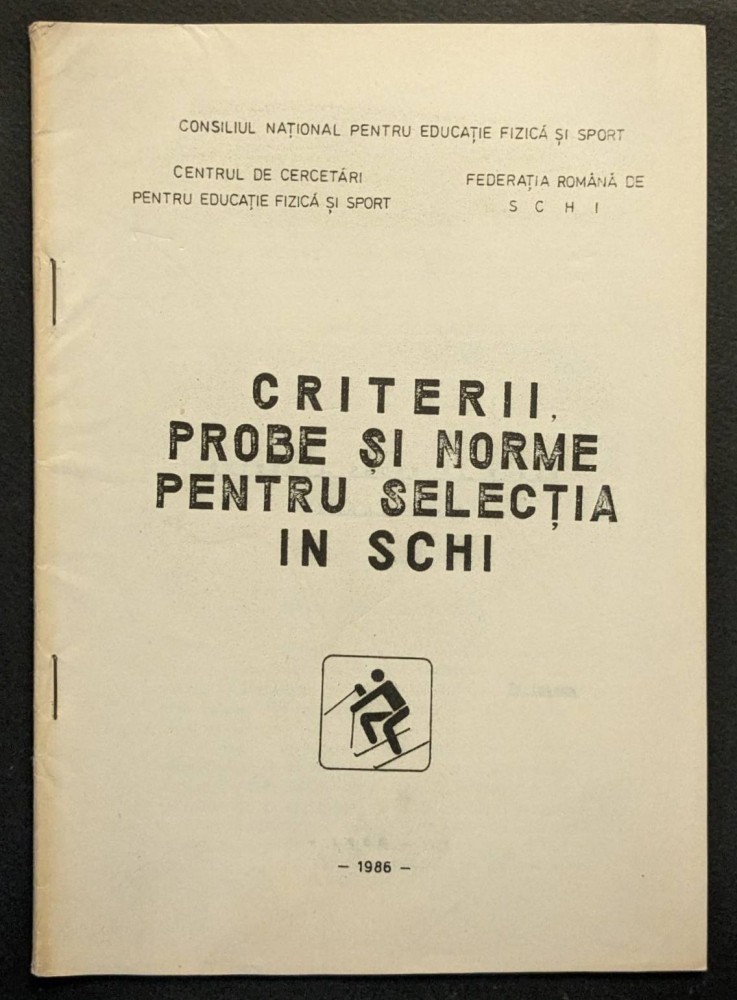 CONSILIUL NAȚIONAL PENTRU EDUCAȚIE FIZICĂ ȘI SPORT
CENTRUL DE CERCETĂRI
PENTRU EDUCAȚIE FIZICĂ ȘI SPORT
FEDERAȚIA ROMÂNĂ DE
S C H I
CRITERII,
PROBE ȘI NORME
PENTRU SELECȚIA
IN SCHI
– 1986 –